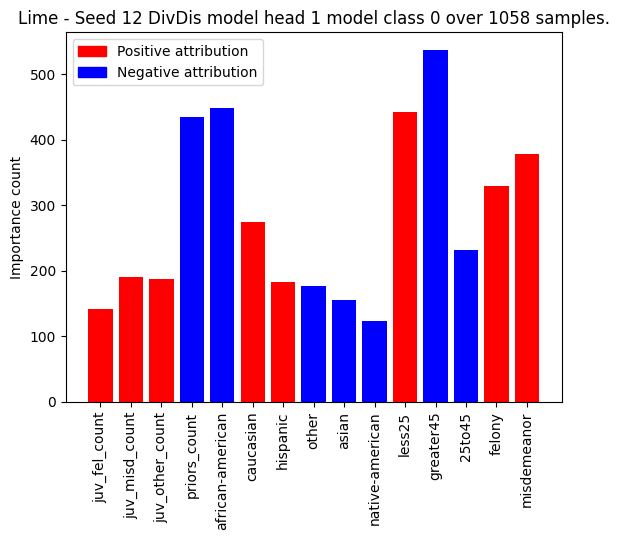 Lime - Seed 12 DivDis model head 1 model class 0 over 1058 samples.
Positive attribution
Negative attribution
Importance count
500
400
300
200
100
0
juv_fel_count
juv_misd_count
juv_other_count
priors_count
african-american
caucasian
hispanic
other
asian
native-american
less25
greater45
25to45
felony
misdemeanor